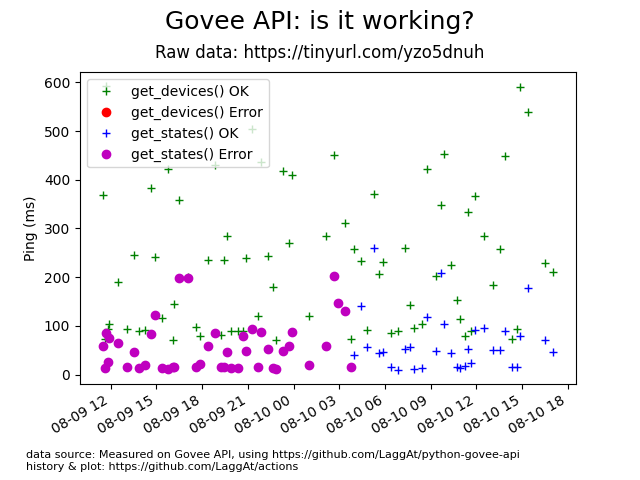 Govee API: is it working?
Raw data: https://tinyurl.com/yzo5dnuh
600
500
400
300
200
100
0
Ping (ms)
get_devices() OK
get_devices() Error
get_states() OK
get_states() Error
08-09 12
08-09 15
08-09 18
08-09 21
08-10 00
08-10 03
08-10 06
08-10 09
08-10 12
08-10 15
08-10 18
data source: Measured on Govee API, using https://github.com/LaggAt/python-govee-api
history & plot: https://github.com/LaggAt/actions